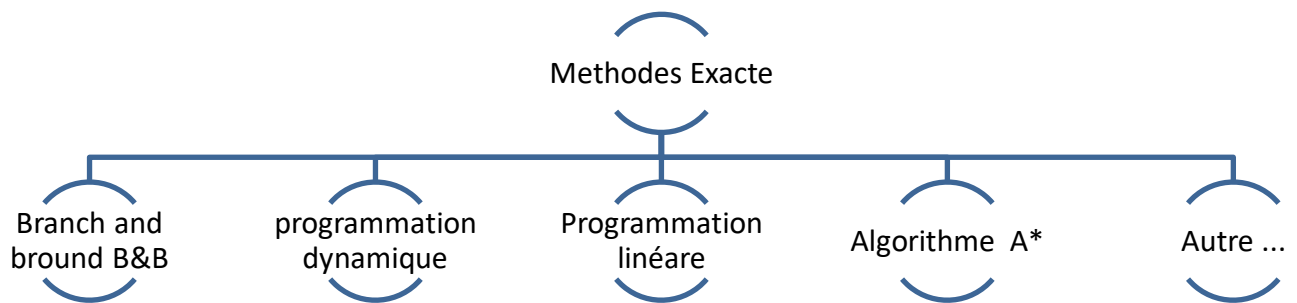 Methodes Exacte
Branch and
bround B&B
programmation
dynamique
Programmation
linéare
Algorithme A*
Autre ...